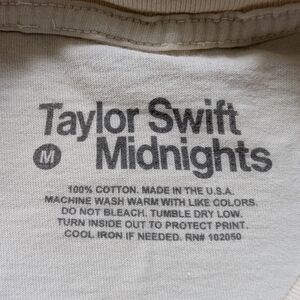 Taylor Swift
M Midnights
100% COTTON. MADE IN THE U.S.A.
MACHINE WASH WARM WITH LIKE COLORS.
DO NOT BLEACH. TUMBLE DRY LOW.
TURN INSIDE OUT TO PROTECT PRINT.
COOL IRON IF NEEDED. RN# 102050